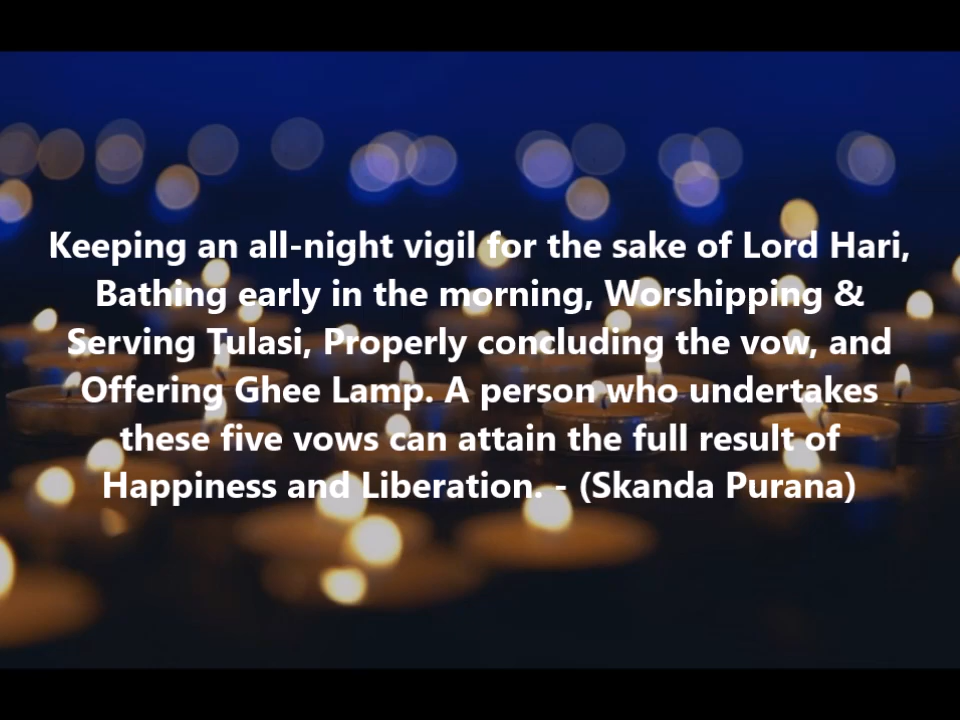 Keeping an all-night vigil for the sake of Lord Hari,
Bathing early in the morning, Worshipping &
Serving Tulasi, Properly concluding the vow, and
Offering Ghee Lamp. A person who undertakes
these five vows can attain the full result of
Happiness and Liberation. - (Skanda Purana)